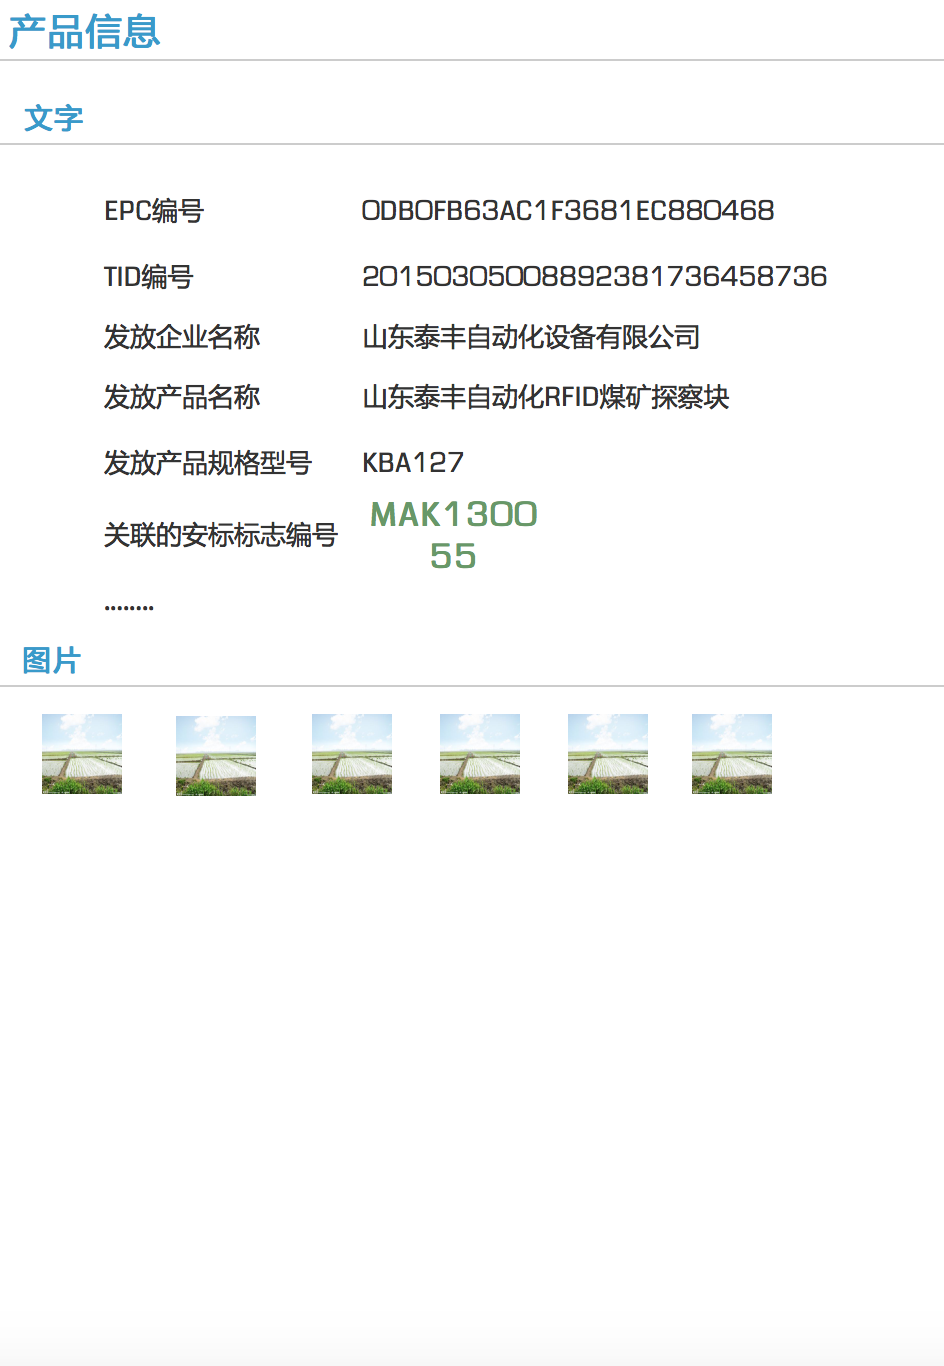 产品信息
文字
EPC编号 0DB0FB63AC1F3681EC880468
TID编号 20150305008892381736458736
发放企业名称 山东泰丰自动化设备有限公司
发放产品名称 山东泰丰自动化RFID煤矿探察块
发放产品规格型号 KBA127
关联的安标标志编号 MAK1300
55
........
图片